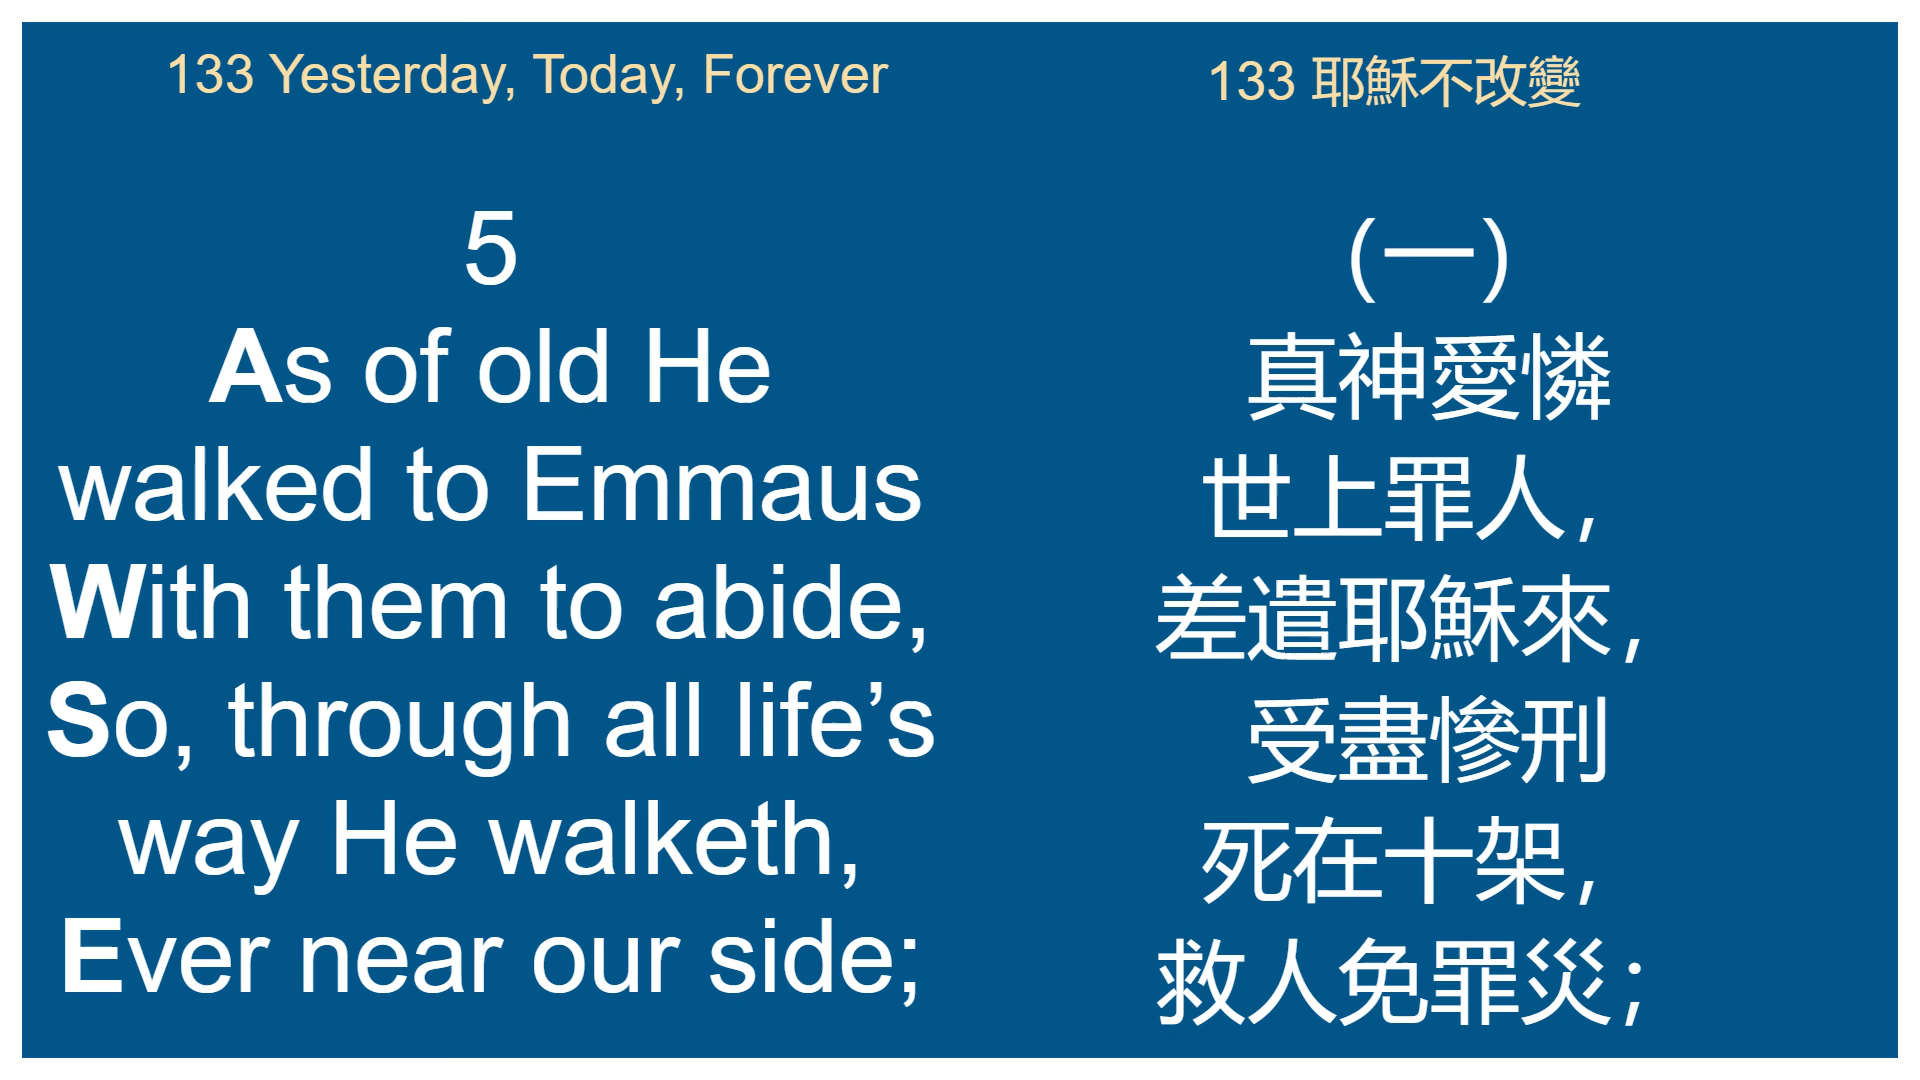 133 Yesterday, Today, Forever
5
As of old He
walked to Emmaus
With them to abide,
So, through all life’s
way He walketh,
Ever near our side;
133 耶穌不改變
(一)
真神愛憐
世上罪人,
差遣耶穌來,
受盡慘刑
死在十架,
救人免罪災;